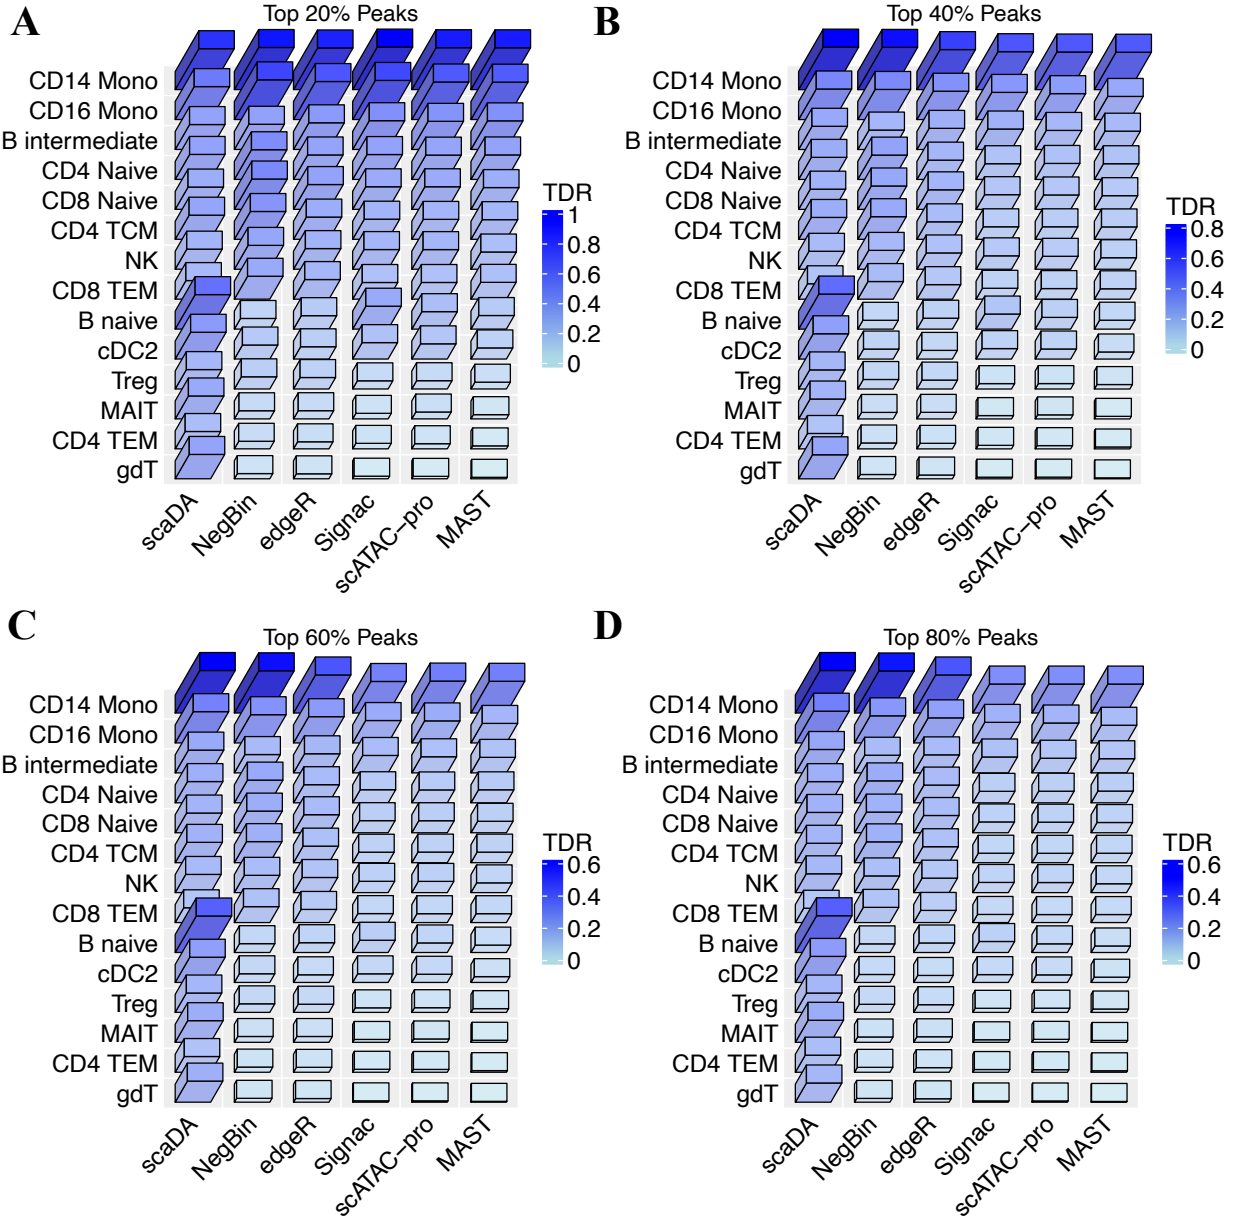 A
Top 20% Peaks
CD14 Mono
CD16 Mono
B intermediate
CD4 Naive
CD8 Naive
CD4 TCM
NK
CD8 TEM
B naive
cDC2
Treg
MAIT
CD4 TEM
gdT
scaDA
NegBin
edgeR
Signac
scATAC-pro
MAST
TDR
1
0.8
0.6
0.4
0.2
0
B
Top 40% Peaks
CD14 Mono
CD16 Mono
B intermediate
CD4 Naive
CD8 Naive
CD4 TCM
NK
CD8 TEM
B naive
cDC2
Treg
MAIT
CD4 TEM
gdT
scaDA
NegBin
edgeR
Signac
scATAC-pro
MAST
TDR
0.8
0.6
0.4
0.2
0
C
Top 60% Peaks
CD14 Mono
CD16 Mono
B intermediate
CD4 Naive
CD8 Naive
CD4 TCM
NK
CD8 TEM
B naive
cDC2
Treg
MAIT
CD4 TEM
gdT
scaDA
NegBin
edgeR
Signac
scATAC-pro
MAST
TDR
0.6
0.4
0.2
0
D
Top 80% Peaks
CD14 Mono
CD16 Mono
B intermediate
CD4 Naive
CD8 Naive
CD4 TCM
NK
CD8 TEM
B naive
cDC2
Treg
MAIT
CD4 TEM
gdT
scaDA
NegBin
edgeR
Signac
scATAC-pro
MAST
TDR
0.6
0.4
0.2
0